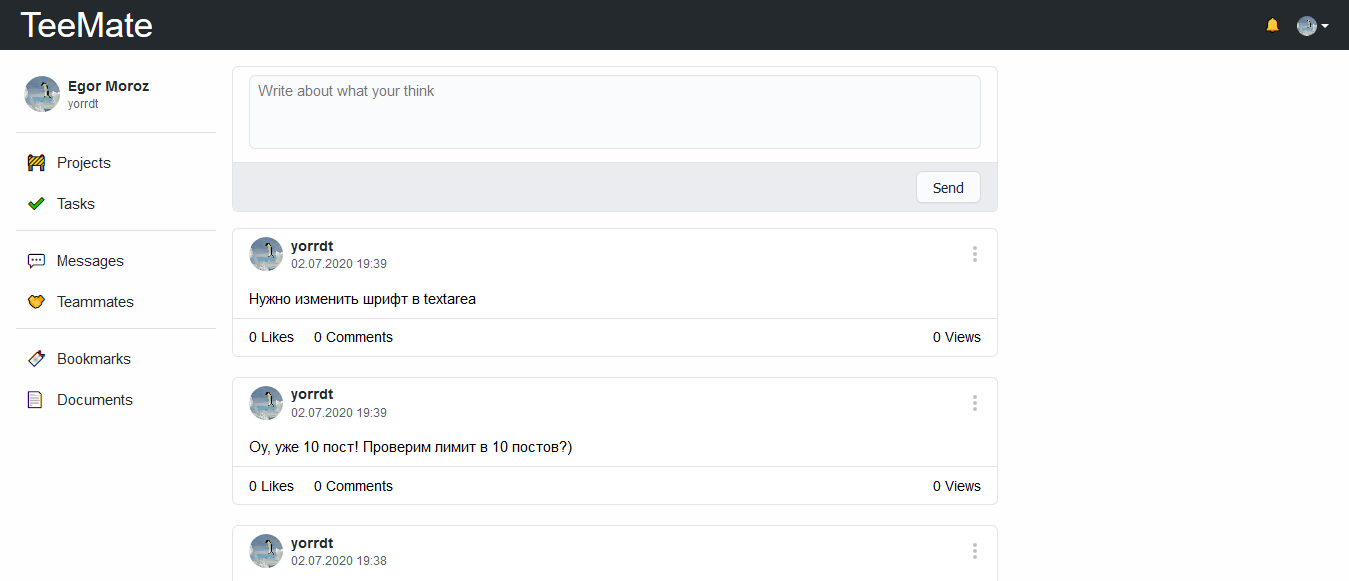 TeeMate
Egor Moroz
yorrdt
Projects
Tasks
Messages
Teammates
Bookmarks
Documents
Write about what your think
Send
yorrdt
02.07.2020 19:39
Нужно изменить шрифт в textarea
0 Likes 0 Comments 0 Views
yorrdt
02.07.2020 19:39
Оу, уже 10 пост! Проверим лимит в 10 постов?)
0 Likes 0 Comments 0 Views
yorrdt
02.07.2020 19:38